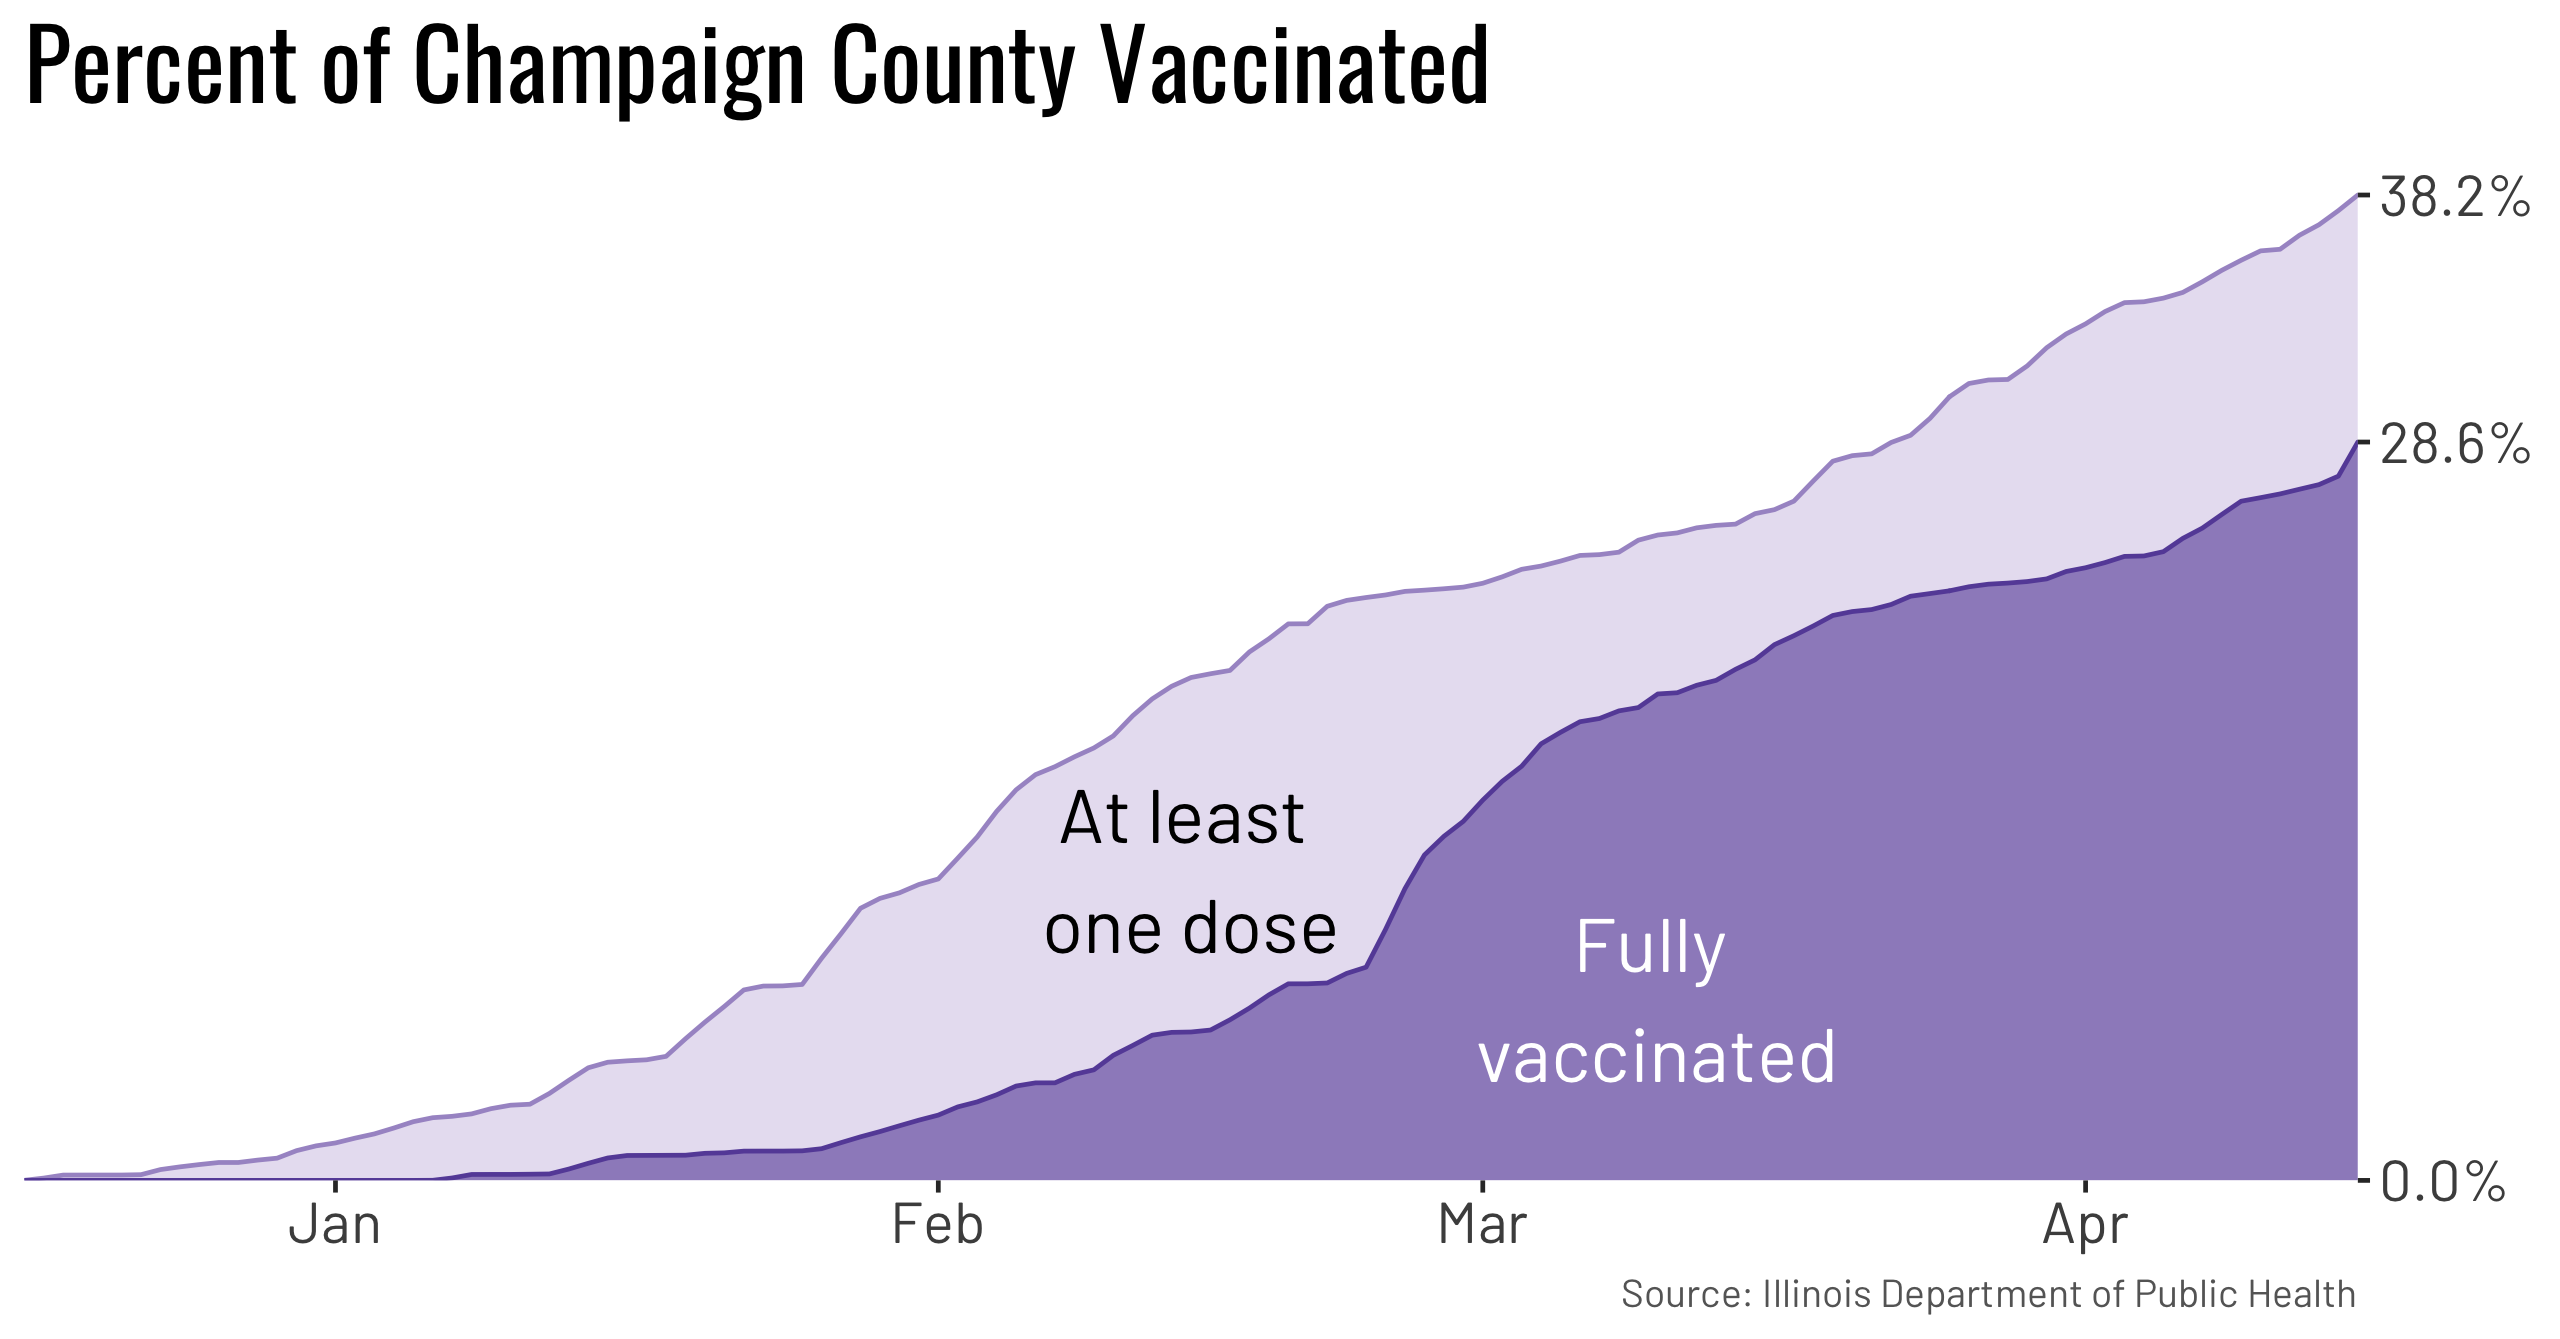 Percent of Champaign County Vaccinated
38.2%
28.6%
At least
one dose
Fully
vaccinated
0.0%
Jan Feb Mar Apr
Source: Illinois Department of Public Health